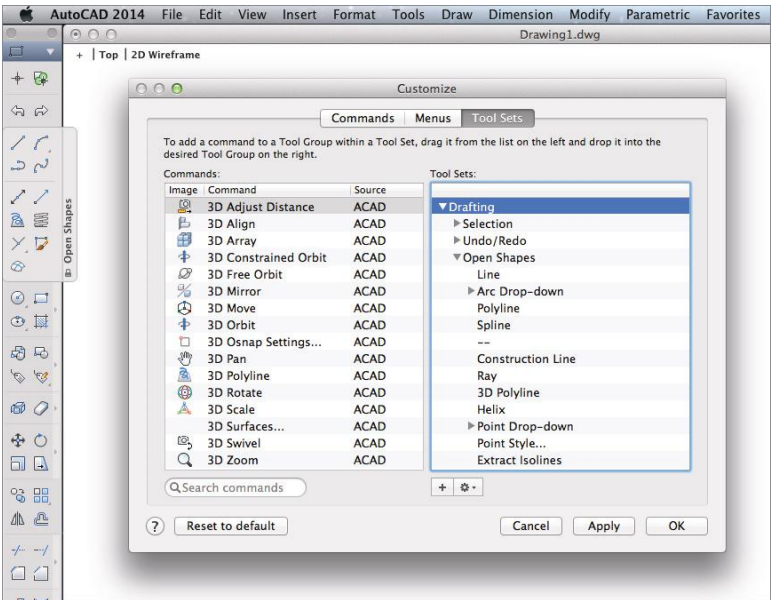 AutoCAD 2014 File Edit View Insert Format Tools Draw Dimension Modify Parametric Favorites
Drawing1.dwg
+ | Top | 2D Wireframe
Customize
Commands Menus Tool Sets
To add a command to a Tool Group within a Tool Set, drag it from the list on the left and drop it into the
desired Tool Group on the right.
Commands: Tool Sets:
Image Command Source
3D Adjust Distance ACAD Drafting
3D Align ACAD Selection
3D Array ACAD Undo/Redo
3D Constrained Orbit ACAD Open Shapes
3D Free Orbit ACAD Line
3D Mirror ACAD Arc Drop-down
3D Move ACAD Polyline
3D Orbit ACAD Spline
3D Osnap Settings... ACAD --
3D Pan ACAD Construction Line
3D Polyline ACAD Ray
3D Rotate ACAD 3D Polyline
3D Scale ACAD Helix
3D Surfaces... ACAD Point Drop-down
3D Swivel ACAD Point Style...
3D Zoom ACAD Extract Isolines
Search commands +
? Reset to default Cancel Apply OK
Open Shapes